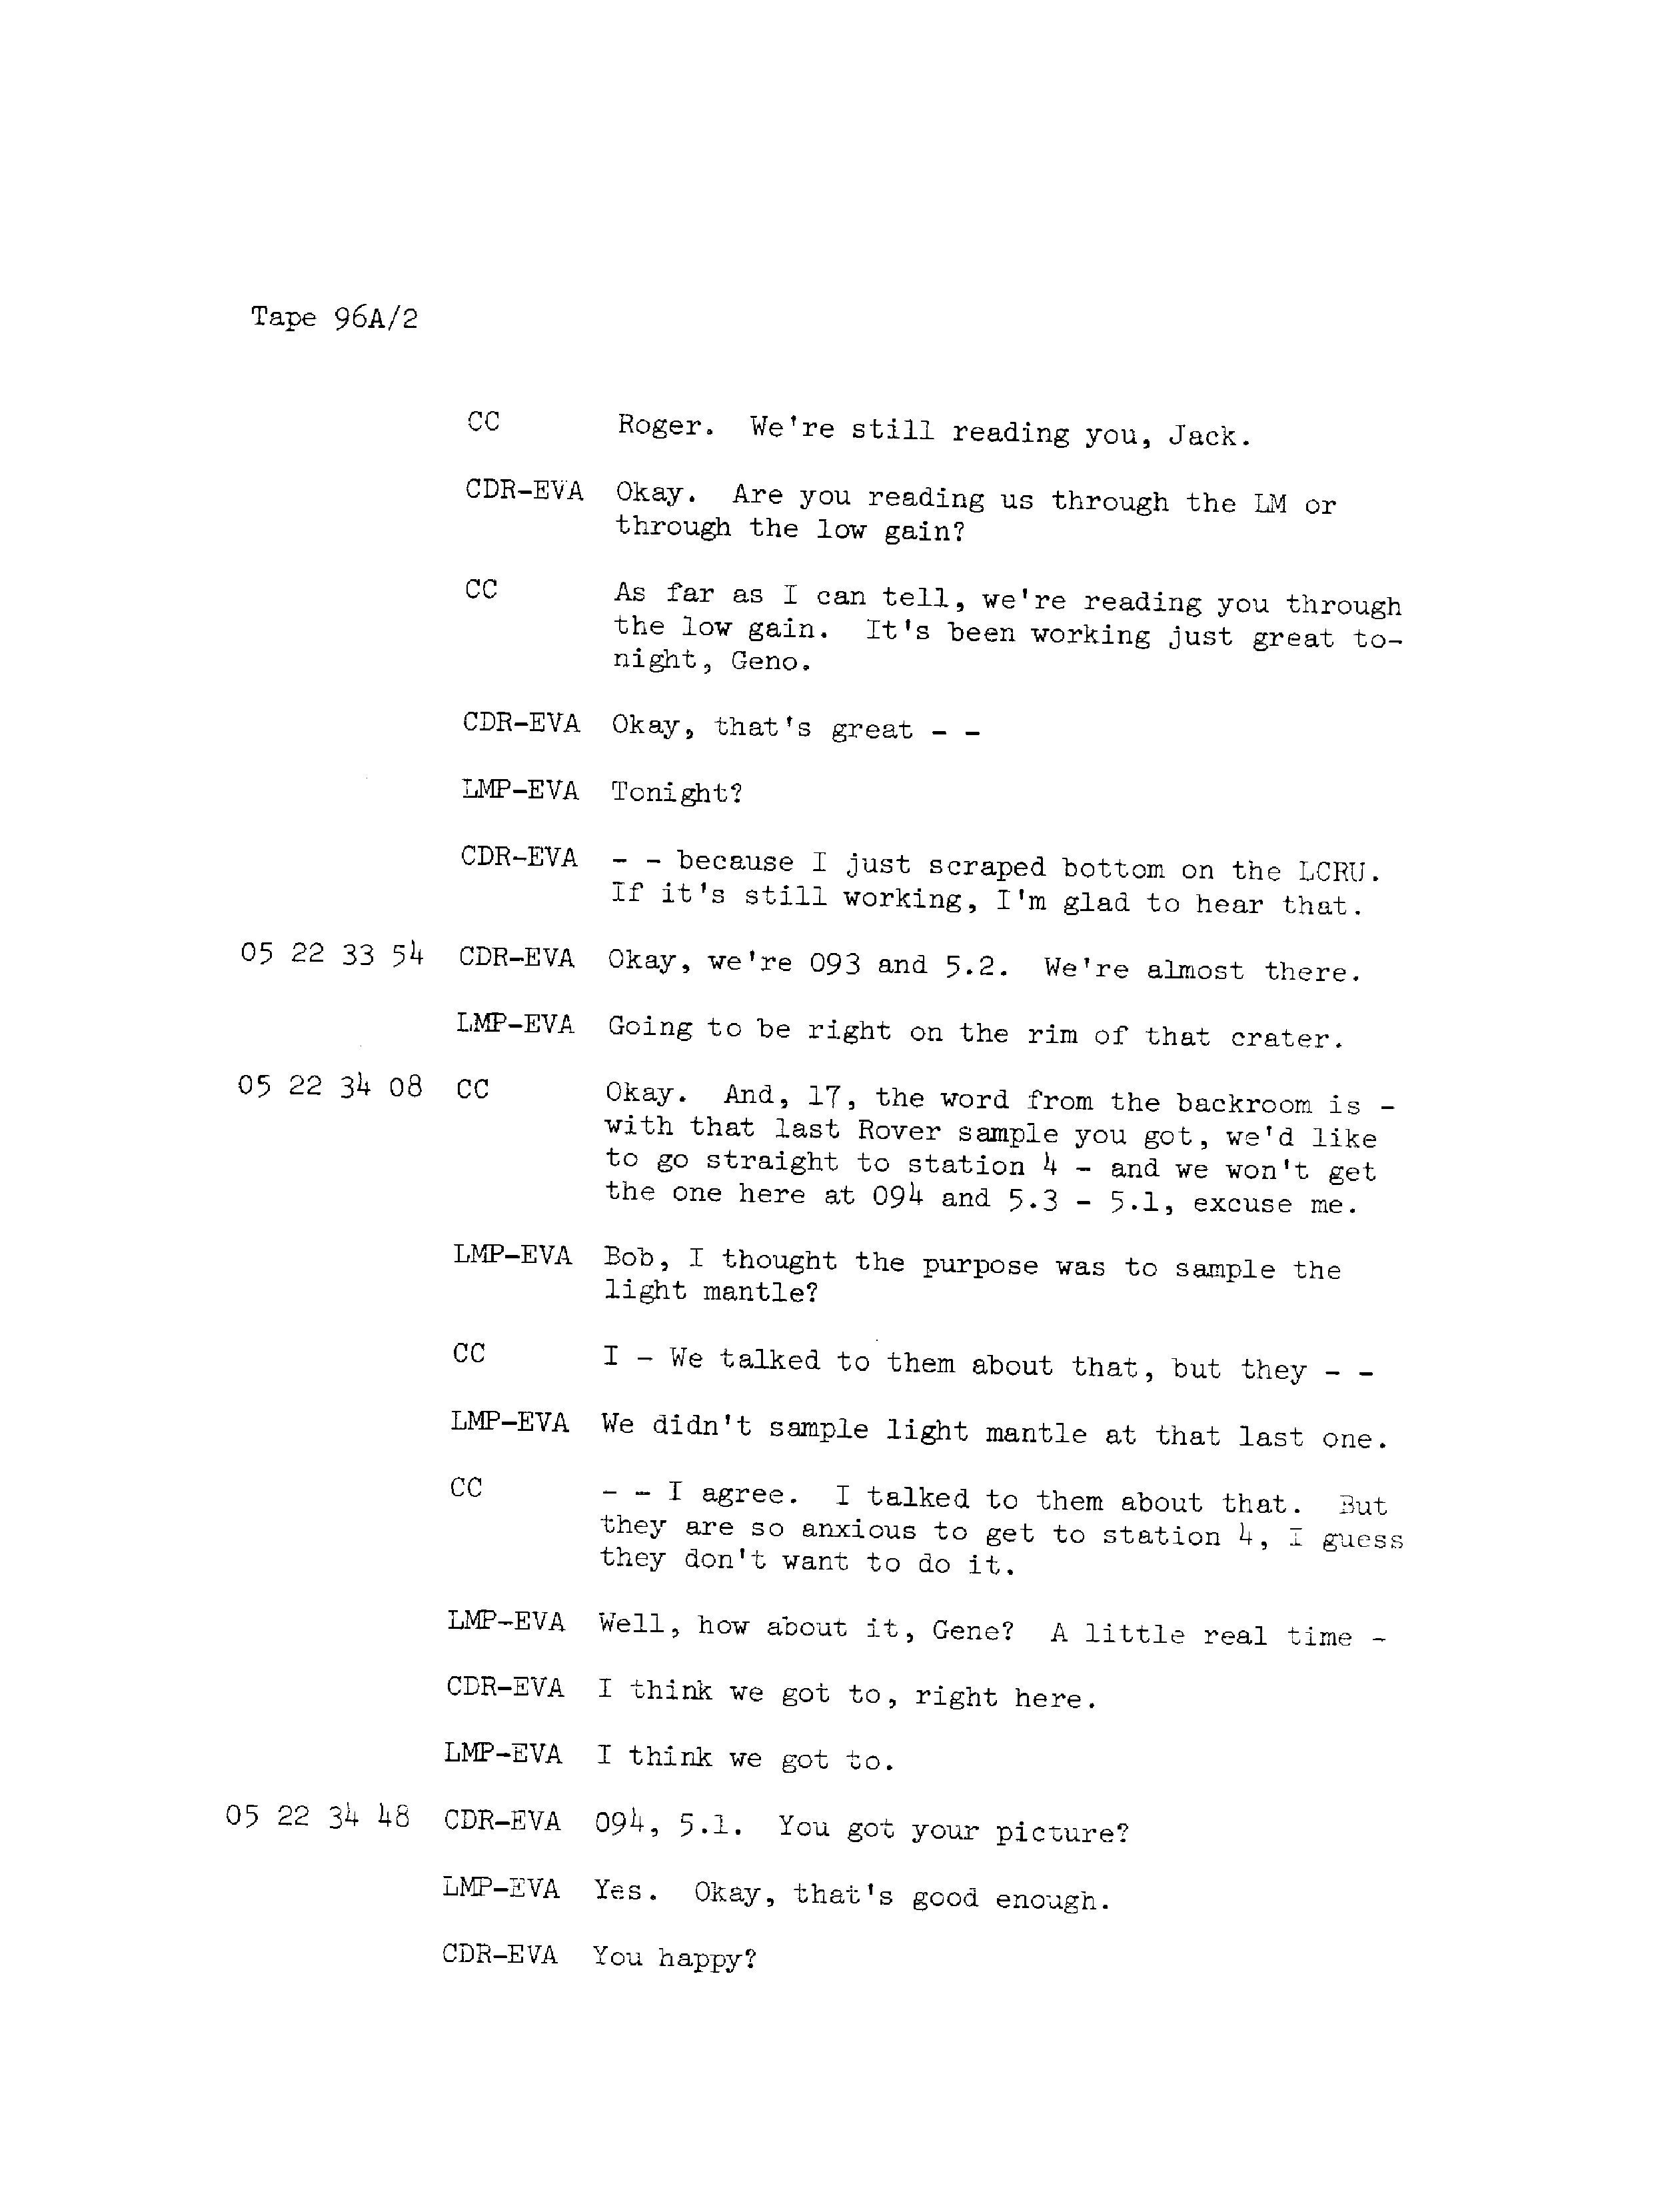 Tape 96A/2
CC Roger. We're still reading you, Jack.
CDR-EVA Okay. Are you reading us through the LM or
through the low gain?
CC As far as I can tell, we're reading you through
the low gain. It's been working just great to-
night, Geno.
CDR-EVA Okay, that's great - -
LMP-EVA Tonight?
CDR-EVA - - because I just scraped bottom on the LCRU.
If it's still working, I'm glad to hear that.
05 22 33 54 CDR-EVA Okay, we're 093 and 5.2. We're almost there.
LMP-EVA Going to be right on the rim of that crater.
05 22 34 08 CC Okay. And, 17, the word from the backroom is -
with that last Rover sample you got, we'd like
to go straight to station 4 - and we won't get
the one here at 094 and 5.3 - 5.1, excuse me.
LMP-EVA Bob, I thought the purpose was to sample the
light mantle?
CC I - We talked to them about that, but they - -
LMP-EVA We didn't sample light mantle at that last one.
CC - - I agree. I talked to them about that. But
they are so anxious to get to station 4, I guess
they don't want to do it.
LMP-EVA Well, how about it, Gene? A little real time -
CDR-EVA I think we got to, right here.
LMP-EVA I think we got to.
05 22 34 48 CDR-EVA 094, 5.1. You got your picture?
LMP-EVA Yes. Okay, that's good enough.
CDR-EVA You happy?